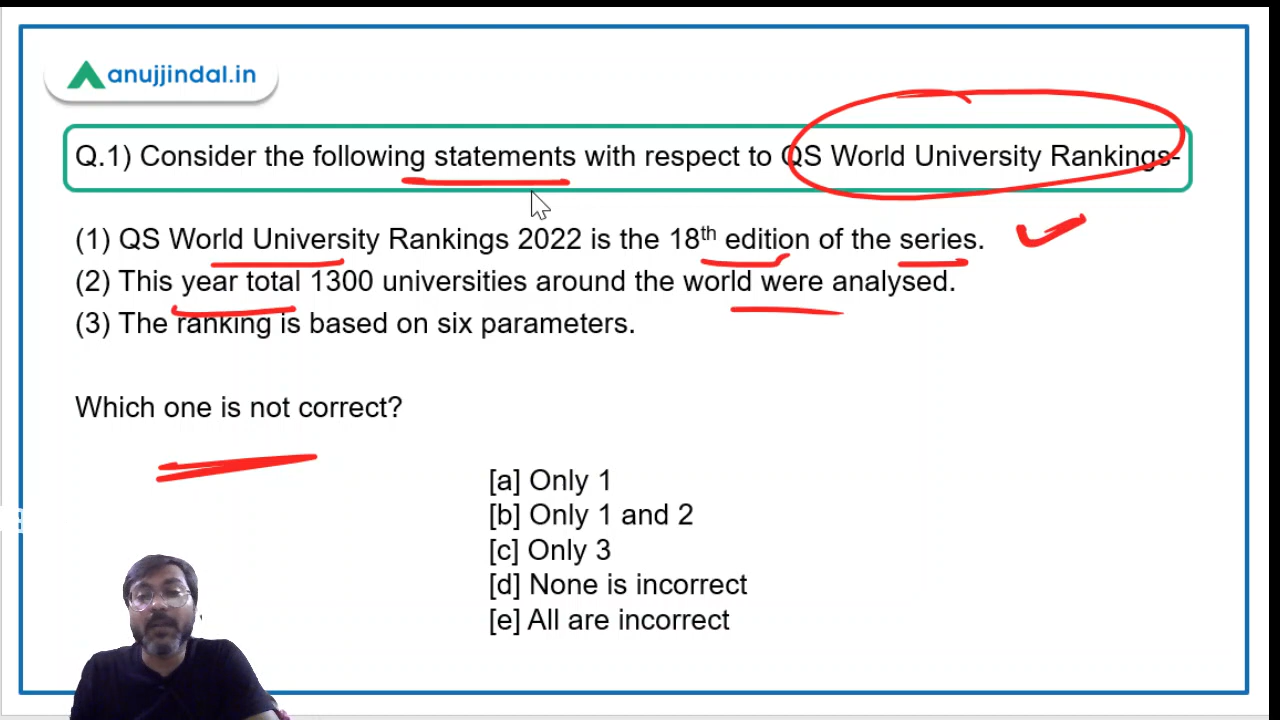 anujjindal.in
Q.1) Consider the following statements with respect to QS World University Rankings-
(1) QS World University Rankings 2022 is the 18th edition of the series.
(2) This year total 1300 universities around the world were analysed.
(3) The ranking is based on six parameters.
Which one is not correct?
[a] Only 1
[b] Only 1 and 2
[c] Only 3
[d] None is incorrect
[e] All are incorrect